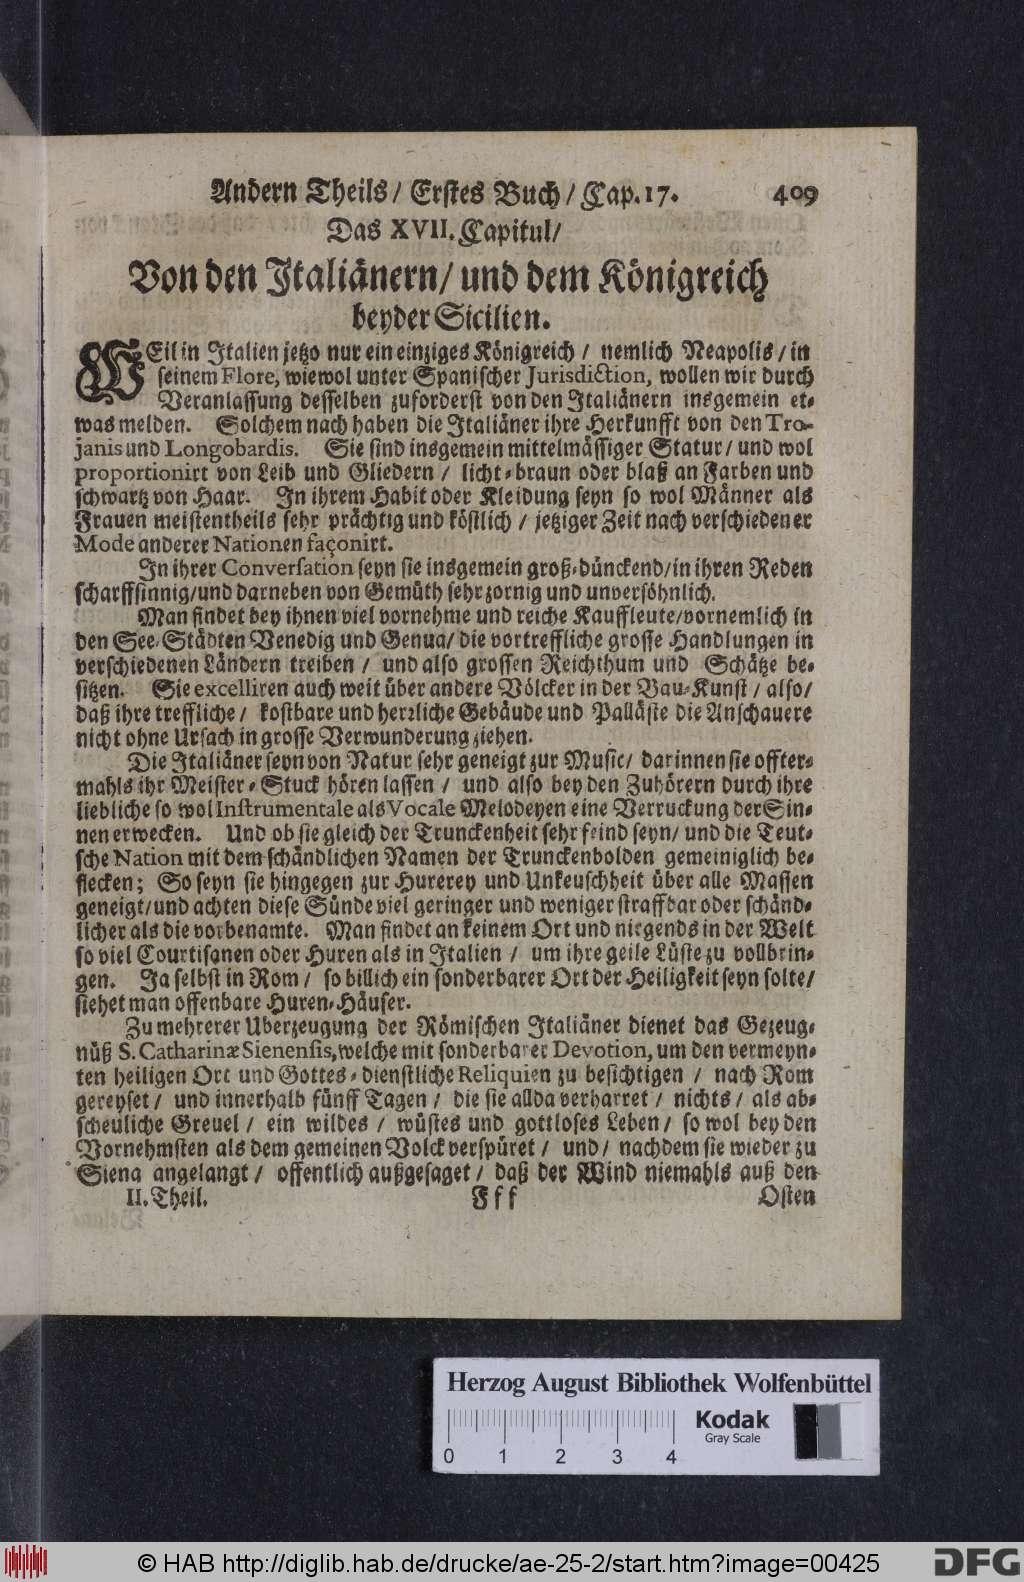 Andern Theils / Erstes Buch / Cap. 17. 409
Das XVII. Capitul /
Von den Italiänern / und dem Königreich
beyder Sicilien.
WEil in Italien jetzo nur ein einziges Königreich / nemlich Neapolis / in
seinem Flore, wiewol unter Spanischer Jurisdiction, wollen wir durch
Veranlassung desselben zuforderst von den Italiänern insgemein et-
was melden. Solchem nach haben die Italiäner ihre Herkunfft von den Tro-
janis und Longobardis. Sie sind insgemein mittelmässiger Statur / und wol
proportionirt von Leib und Gliedern / licht-braun oder blaß an Farben und
schwartz von Haar. In ihrem Habit oder Kleidung seyn so wol Männer als
Frauen meistentheils sehr prächtig und köstlich / jetziger Zeit nach verschiedener
Mode anderer Nationen façonirt.
In ihrer Conversation seyn sie insgemein groß-dünckend / in ihren Reden
scharffsinnig / und darneben von Gemüth sehr zornig und unversöhnlich.
Man findet bey ihnen viel vornehme und reiche Kauffleute / vornemlich in
den See-Städten Venedig und Genua / die vortreffliche grosse Handlungen in
verschiedenen Ländern treiben / und also grossen Reichthum und Schätze be-
sitzen. Sie excelliren auch weit über andere Völcker in der Bau-Kunst / also /
daß ihre treffliche / kostbare und herrliche Gebäude und Palläste die Anschauere
nicht ohne Ursach in grosse Verwunderung ziehen.
Die Italiäner seyn von Natur sehr geneigt zur Music / darinnen sie offter-
mahls ihr Meister-Stuck hören lassen / und also bey den Zuhörern durch ihre
liebliche so wol Instrumentale als Vocale Melodeyen eine Verruckung der Sin-
nen erwecken. Und ob sie gleich der Trunckenheit sehr feind seyn / und die Teut-
sche Nation mit dem schändlichen Namen der Trunckenbolden gemeiniglich be-
flecken; So seyn sie hingegen zur Hurerey und Unkeuschheit über alle Massen
geneigt / und achten diese Sünde viel geringer und weniger straffbar oder schänd-
licher als die vorbenamte. Man findet an keinem Ort und nirgends in der Welt
so viel Courtisanen oder Huren als in Italien / um ihre geile Lüste zu vollbrin-
gen. Ja selbst in Rom / so billich ein sonderbarer Ort der Heiligkeit seyn solte /
siehet man offenbare Huren-Häuser.
Zu mehrerer Uberzeugung der Römischen Italiäner dienet das Gezeug-
nüß S. Catharinæ Sienensis, welche mit sonderbarer Devotion, um den vermeyn-
ten heiligen Ort und Gottes-dienstliche Reliquien zu besichtigen / nach Rom
gereyset / und innerhalb fünff Tagen / die sie allda verharret / nichts / als ab-
scheuliche Greuel / ein wildes / wüstes und gottloses Leben / so wol bey den
Vornehmsten als dem gemeinen Volck verspüret / und / nachdem sie wieder zu
Siena angelangt / offentlich außgesaget / daß der Wind niemahls auß den
II. Theil. Fff Osten
Herzog August Bibliothek Wolfenbüttel
0 1 2 3 4
Kodak
Gray Scale
© HAB http://diglib.hab.de/drucke/ae-25-2/start.htm?image=00425
DFG